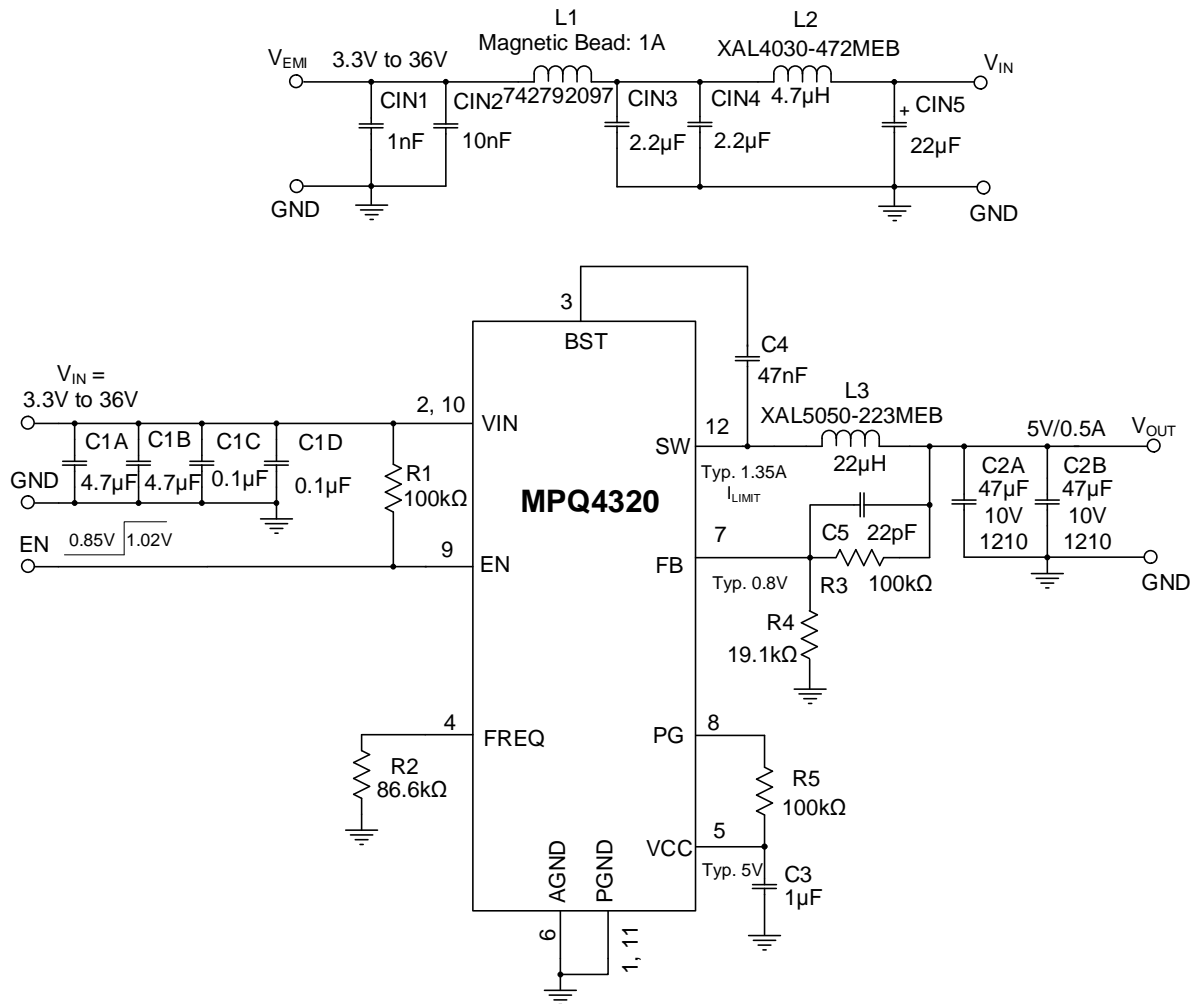 L1
Magnetic Bead: 1A
L2
XAL4030-472MEB
VEMI
3.3V to 36V
VIN
CIN1
1nF
CIN2
10nF
742792097
CIN3
2.2µF
CIN4
2.2µF
4.7µH
+ CIN5
22µF
GND
GND
3
BST
C4
47nF
VIN =
3.3V to 36V
2, 10
VIN
C1A
4.7µF
C1B
4.7µF
C1C
0.1µF
C1D
0.1µF
GND
R1
100kΩ
EN
0.85V
1.02V
9
EN
MPQ4320
12
SW
Typ. 1.35A
ILIMIT
L3
XAL5050-223MEB
22µH
5V/0.5A
VOUT
C2A
47µF
10V
1210
C2B
47µF
10V
1210
GND
C5
22pF
7
FB
Typ. 0.8V
R3
100kΩ
R4
19.1kΩ
4
FREQ
R2
86.6kΩ
8
PG
R5
100kΩ
5
VCC
Typ. 5V
C3
1µF
AGND
PGND
6
1, 11